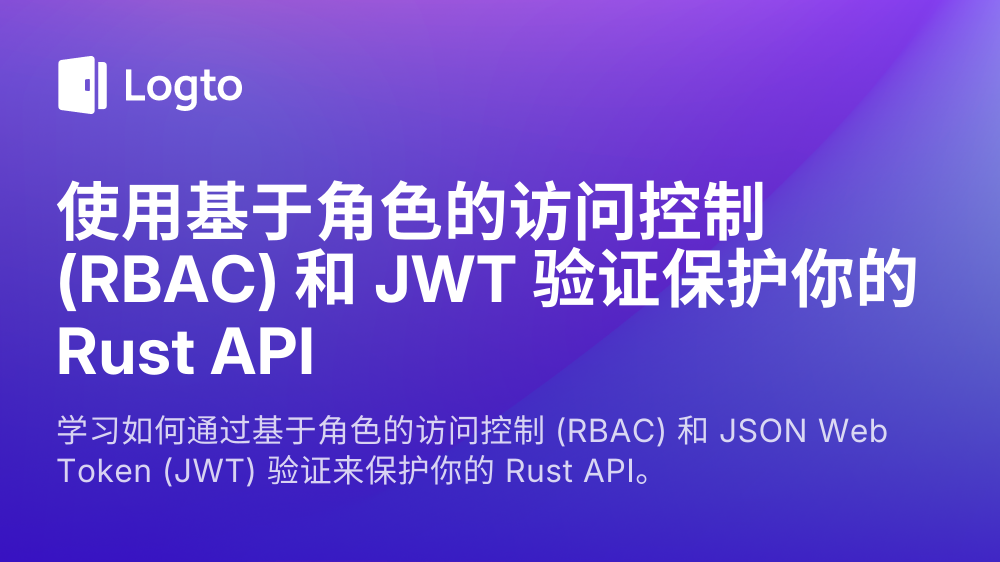 Logto
使用基于角色的访问控制
(RBAC) 和 JWT 验证保护你的
Rust API
学习如何通过基于角色的访问控制 (RBAC) 和 JSON Web
Token (JWT) 验证来保护你的 Rust API。